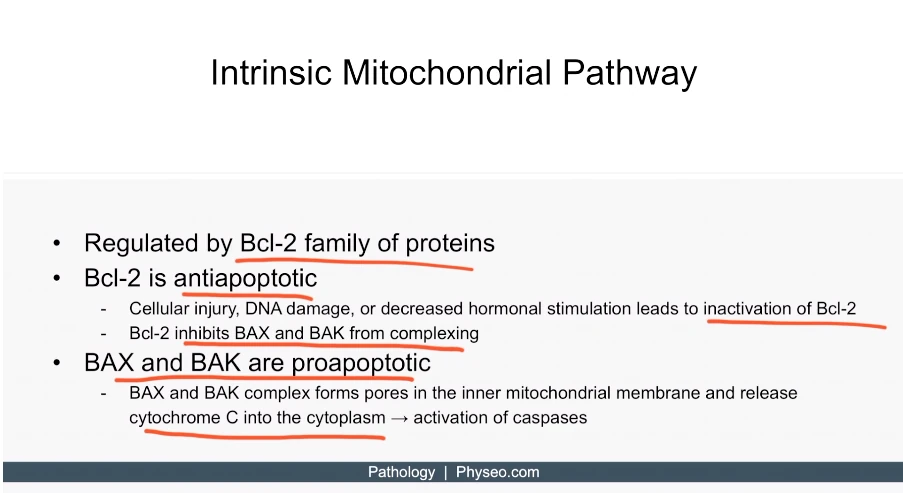 Intrinsic Mitochondrial Pathway
• Regulated by Bcl-2 family of proteins
• Bcl-2 is antiapoptotic
- Cellular injury, DNA damage, or decreased hormonal stimulation leads to inactivation of Bcl-2
- Bcl-2 inhibits BAX and BAK from complexing
• BAX and BAK are proapoptotic
- BAX and BAK complex forms pores in the inner mitochondrial membrane and release
cytochrome C into the cytoplasm → activation of caspases
Pathology | Physeo.com